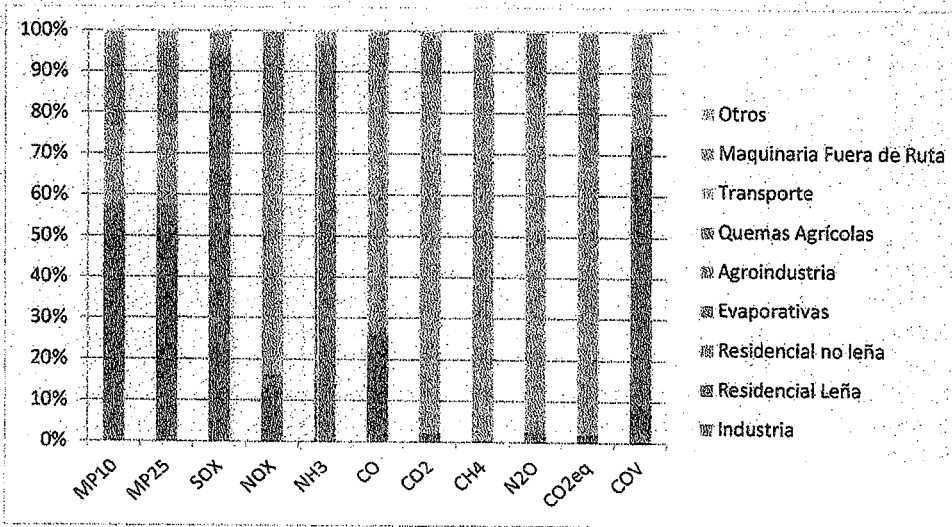 100%
90%
80%
70%
60%
50%
40%
30%
20%
10%
0%
MP10
MP25
SOX
NOX
NH3
CO
CO2
CH4
N2O
CO2eq
COV
Otros
Maquinaria Fuera de Ruta
Transporte
Quemas Agrícolas
Agroindustria
Evaporativas
Residencial no leña
Residencial Leña
Industria